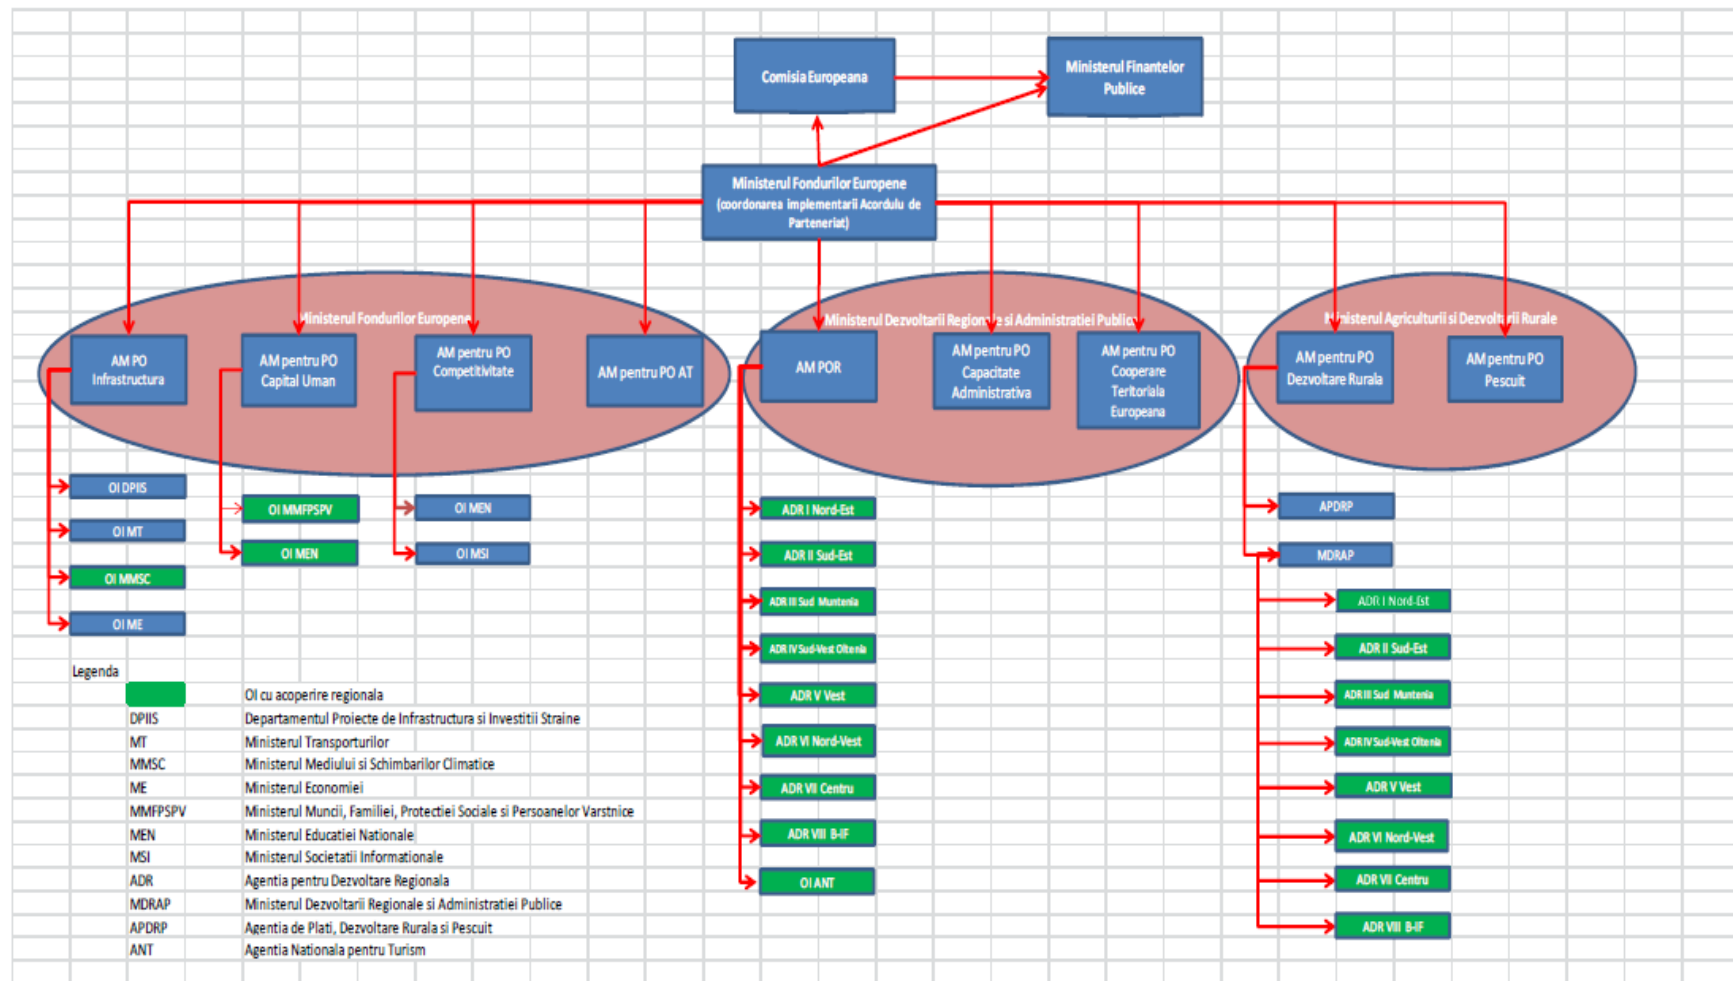 Comisia Europeana
Ministerul Finantelor
Publice
Ministerul Fondurilor Europene
(coordonarea implementarii Acordulu de
Parteneriat)
Ministerul Fondurilor Europene
AM PO
Infrastructura
AM pentru PO
Capital Uman
AM pentru PO
Competitivitate
AM pentru PO AT
Ministerul Dezvoltarii Regionale si Administratiei Publice
AM POR
AM pentru PO
Capacitate
Administrativa
AM pentru PO
Cooperare
Teritoriala
Europeana
Ministerul Agriculturii si Dezvoltarii Rurale
AM pentru PO
Dezvoltare Rurala
AM pentru PO
Pescuit
OI DPIIS
OI MT
OI MMSC
OI ME
OI MMFPSPV
OI MEN
OI MEN
OI MSI
ADR I Nord-Est
ADR II Sud-Est
ADR III Sud Muntenia
ADR IV Sud-Vest Oltenia
ADR V Vest
ADR VI Nord-Vest
ADR VII Centru
ADR VIII B-IF
OI ANT
APDRP
MDRAP
ADR I Nord-Est
ADR II Sud-Est
ADR III Sud Muntenia
ADR IV Sud-Vest Oltenia
ADR V Vest
ADR VI Nord-Vest
ADR VII Centru
ADR VIII B-IF
Legenda
OI cu acoperire regionala
DPIIS Departamentul Proiecte de Infrastructura si Investitii Straine
MT Ministerul Transporturilor
MMSC Ministerul Mediului si Schimbarilor Climatice
ME Ministerul Economiei
MMFPSPV Ministerul Muncii, Familiei, Protectiei Sociale si Persoanelor Varstnice
MEN Ministerul Educatiei Nationale
MSI Ministerul Societatii Informationale
ADR Agentia pentru Dezvoltare Regionala
MDRAP Ministerul Dezvoltarii Regionale si Administratiei Publice
APDRP Agentia de Plati, Dezvoltare Rurala si Pescuit
ANT Agentia Nationala pentru Turism